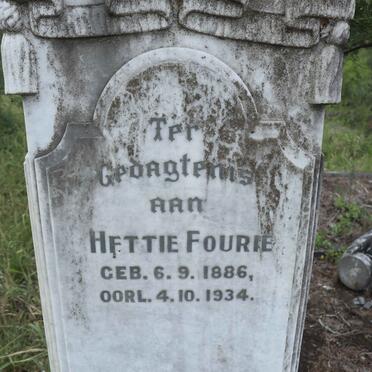 Ter
Gedagtenis
aan
Hettie Fourie
GEB. 6. 9. 1886,
OORL. 4. 10. 1934.